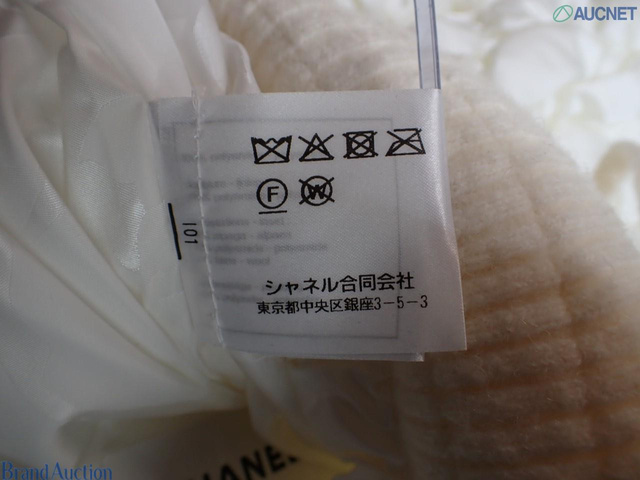 AUCNET
F
W
101
シャネル合同会社
東京都中央区銀座3-5-3
HANEL
Brand Auction